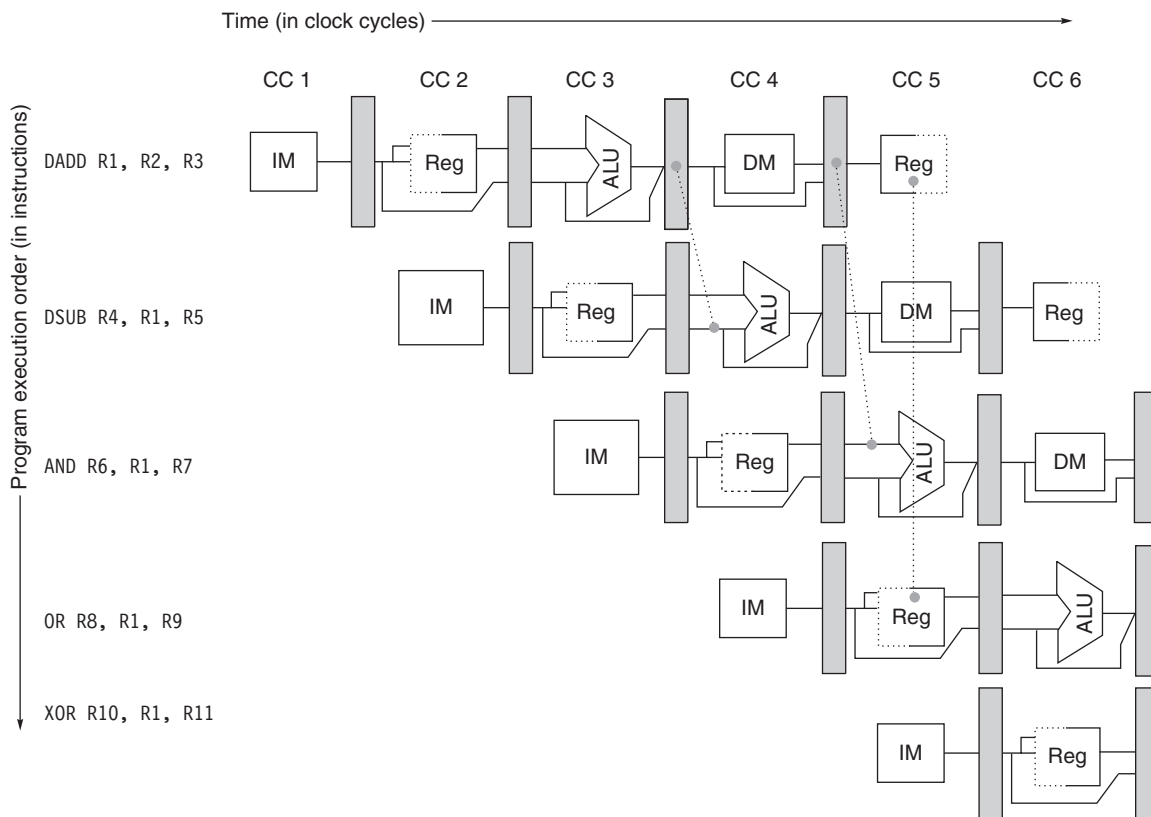 Time (in clock cycles)
CC 1 CC 2 CC 3 CC 4 CC 5 CC 6
Program execution order (in instructions)
DADD R1, R2, R3
IM Reg ALU DM Reg
DSUB R4, R1, R5
IM Reg ALU DM Reg
AND R6, R1, R7
IM Reg ALU DM
OR R8, R1, R9
IM Reg ALU
XOR R10, R1, R11
IM Reg